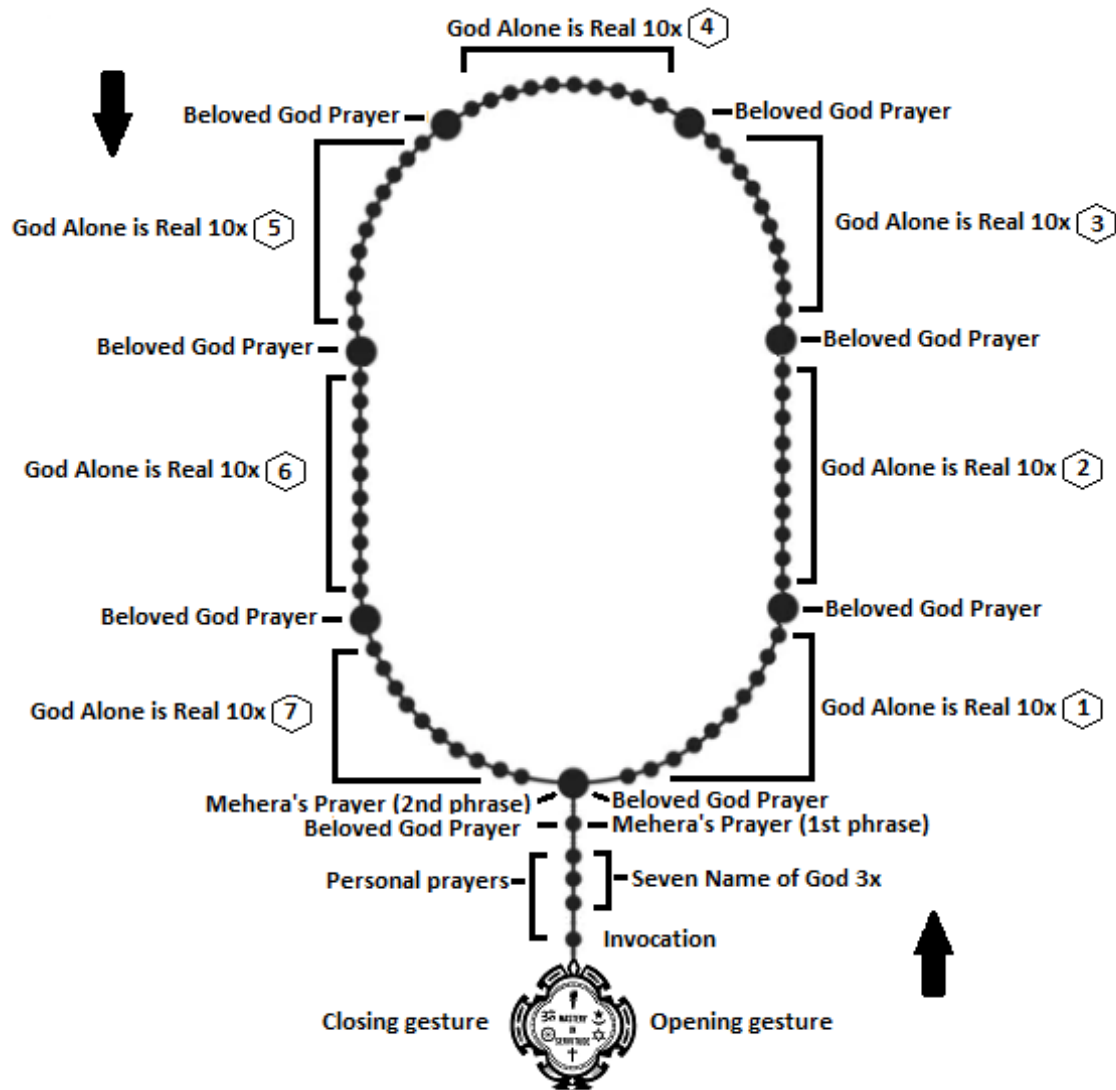 God Alone is Real 10x 4
Beloved God Prayer
Beloved God Prayer
God Alone is Real 10x 5
God Alone is Real 10x 3
Beloved God Prayer
Beloved God Prayer
God Alone is Real 10x 6
God Alone is Real 10x 2
Beloved God Prayer
Beloved God Prayer
God Alone is Real 10x 7
God Alone is Real 10x 1
Mehera's Prayer (2nd phrase)
Beloved God Prayer
Beloved God Prayer
Mehera's Prayer (1st phrase)
Personal prayers
Seven Name of God 3x
Invocation
Closing gesture
ॐ
MASTERY
IN
SERVITUDE
Opening gesture